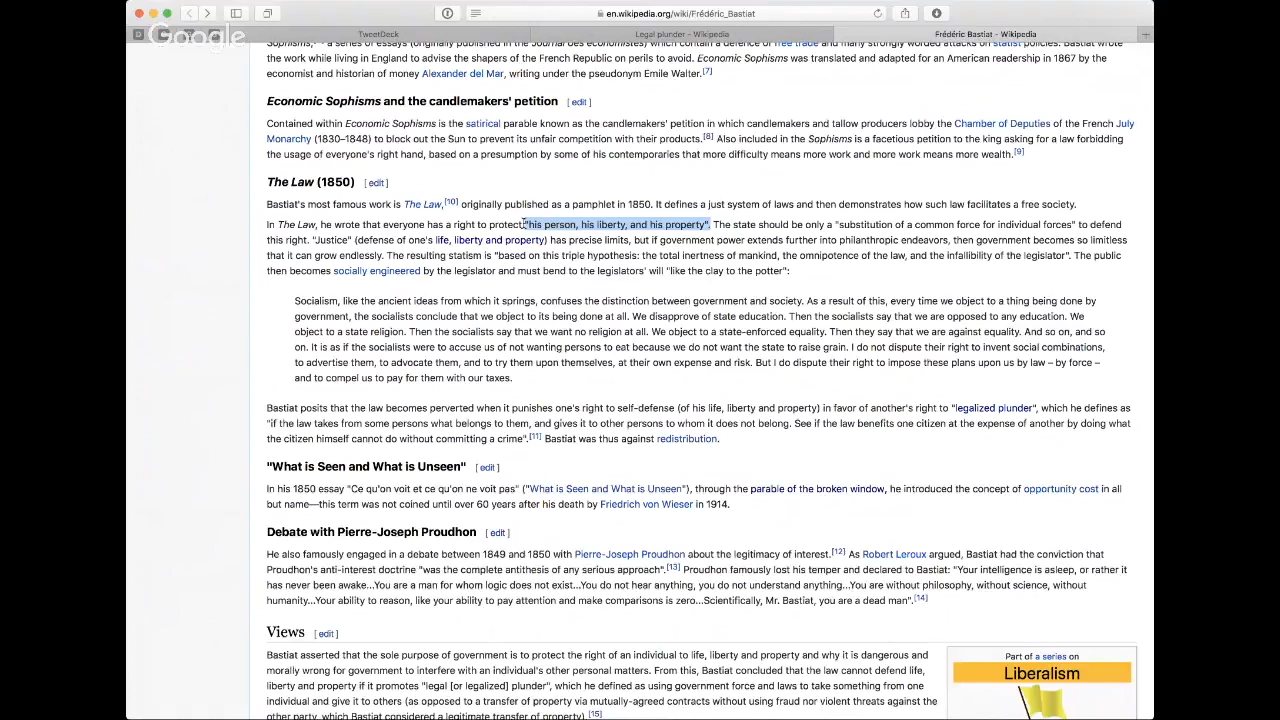 en.wikipedia.org/wiki/Frédéric_Bastiat
Google
TweetDeck
Legal plunder – Wikipedia
Frédéric Bastiat - Wikipedia
Sophisms, a series of essays (originally published in the Journal des économistes) which contain a defence of free trade and many strongly worded attacks on statist policies. Bastiat wrote
the work while living in England to advise the shapers of the French Republic on perils to avoid. Economic Sophisms was translated and adapted for an American readership in 1867 by the
economist and historian of money Alexander del Mar, writing under the pseudonym Emile Walter.[7]
Economic Sophisms and the candlemakers' petition [ edit ]
Contained within Economic Sophisms is the satirical parable known as the candlemakers' petition in which candlemakers and tallow producers lobby the Chamber of Deputies of the French July
Monarchy (1830–1848) to block out the Sun to prevent its unfair competition with their products.[8] Also included in the Sophisms is a facetious petition to the king asking for a law forbidding
the usage of everyone's right hand, based on a presumption by some of his contemporaries that more difficulty means more work and more work means more wealth.[9]
The Law (1850) [ edit ]
Bastiat's most famous work is The Law,[10] originally published as a pamphlet in 1850. It defines a just system of laws and then demonstrates how such law facilitates a free society.
In The Law, he wrote that everyone has a right to protect "his person, his liberty, and his property". The state should be only a "substitution of a common force for individual forces" to defend
this right. "Justice" (defense of one's life, liberty and property) has precise limits, but if government power extends further into philanthropic endeavors, then government becomes so limitless
that it can grow endlessly. The resulting statism is "based on this triple hypothesis: the total inertness of mankind, the omnipotence of the law, and the infallibility of the legislator". The public
then becomes socially engineered by the legislator and must bend to the legislators' will "like the clay to the potter":
Socialism, like the ancient ideas from which it springs, confuses the distinction between government and society. As a result of this, every time we object to a thing being done by
government, the socialists conclude that we object to its being done at all. We disapprove of state education. Then the socialists say that we are opposed to any education. We
object to a state religion. Then the socialists say that we want no religion at all. We object to a state-enforced equality. Then they say that we are against equality. And so on, and so
on. It is as if the socialists were to accuse us of not wanting persons to eat because we do not want the state to raise grain. I do not dispute their right to invent social combinations,
to advertise them, to advocate them, and to try them upon themselves, at their own expense and risk. But I do dispute their right to impose these plans upon us by law – by force –
and to compel us to pay for them with our taxes.
Bastiat posits that the law becomes perverted when it punishes one's right to self-defense (of his life, liberty and property) in favor of another's right to "legalized plunder", which he defines as
"if the law takes from some persons what belongs to them, and gives it to other persons to whom it does not belong. See if the law benefits one citizen at the expense of another by doing what
the citizen himself cannot do without committing a crime".[11] Bastiat was thus against redistribution.
"What is Seen and What is Unseen" [ edit ]
In his 1850 essay "Ce qu'on voit et ce qu'on ne voit pas" ("What is Seen and What is Unseen"), through the parable of the broken window, he introduced the concept of opportunity cost in all
but name—this term was not coined until over 60 years after his death by Friedrich von Wieser in 1914.
Debate with Pierre-Joseph Proudhon [ edit ]
He also famously engaged in a debate between 1849 and 1850 with Pierre-Joseph Proudhon about the legitimacy of interest.[12] As Robert Leroux argued, Bastiat had the conviction that
Proudhon's anti-interest doctrine "was the complete antithesis of any serious approach".[13] Proudhon famously lost his temper and declared to Bastiat: "Your intelligence is asleep, or rather it
has never been awake...You are a man for whom logic does not exist...You do not hear anything, you do not understand anything...You are without philosophy, without science, without
humanity...Your ability to reason, like your ability to pay attention and make comparisons is zero...Scientifically, Mr. Bastiat, you are a dead man".[14]
Views [ edit ]
Bastiat asserted that the sole purpose of government is to protect the right of an individual to life, liberty and property and why it is dangerous and
morally wrong for government to interfere with an individual's other personal matters. From this, Bastiat concluded that the law cannot defend life,
liberty and property if it promotes "legal [or legalized] plunder", which he defined as using government force and laws to take something from one
individual and give it to others (as opposed to a transfer of property via mutually-agreed contracts without using fraud nor violent threats against the
other party, which Bastiat considered a legitimate transfer of property).[15]
Part of a series on
Liberalism